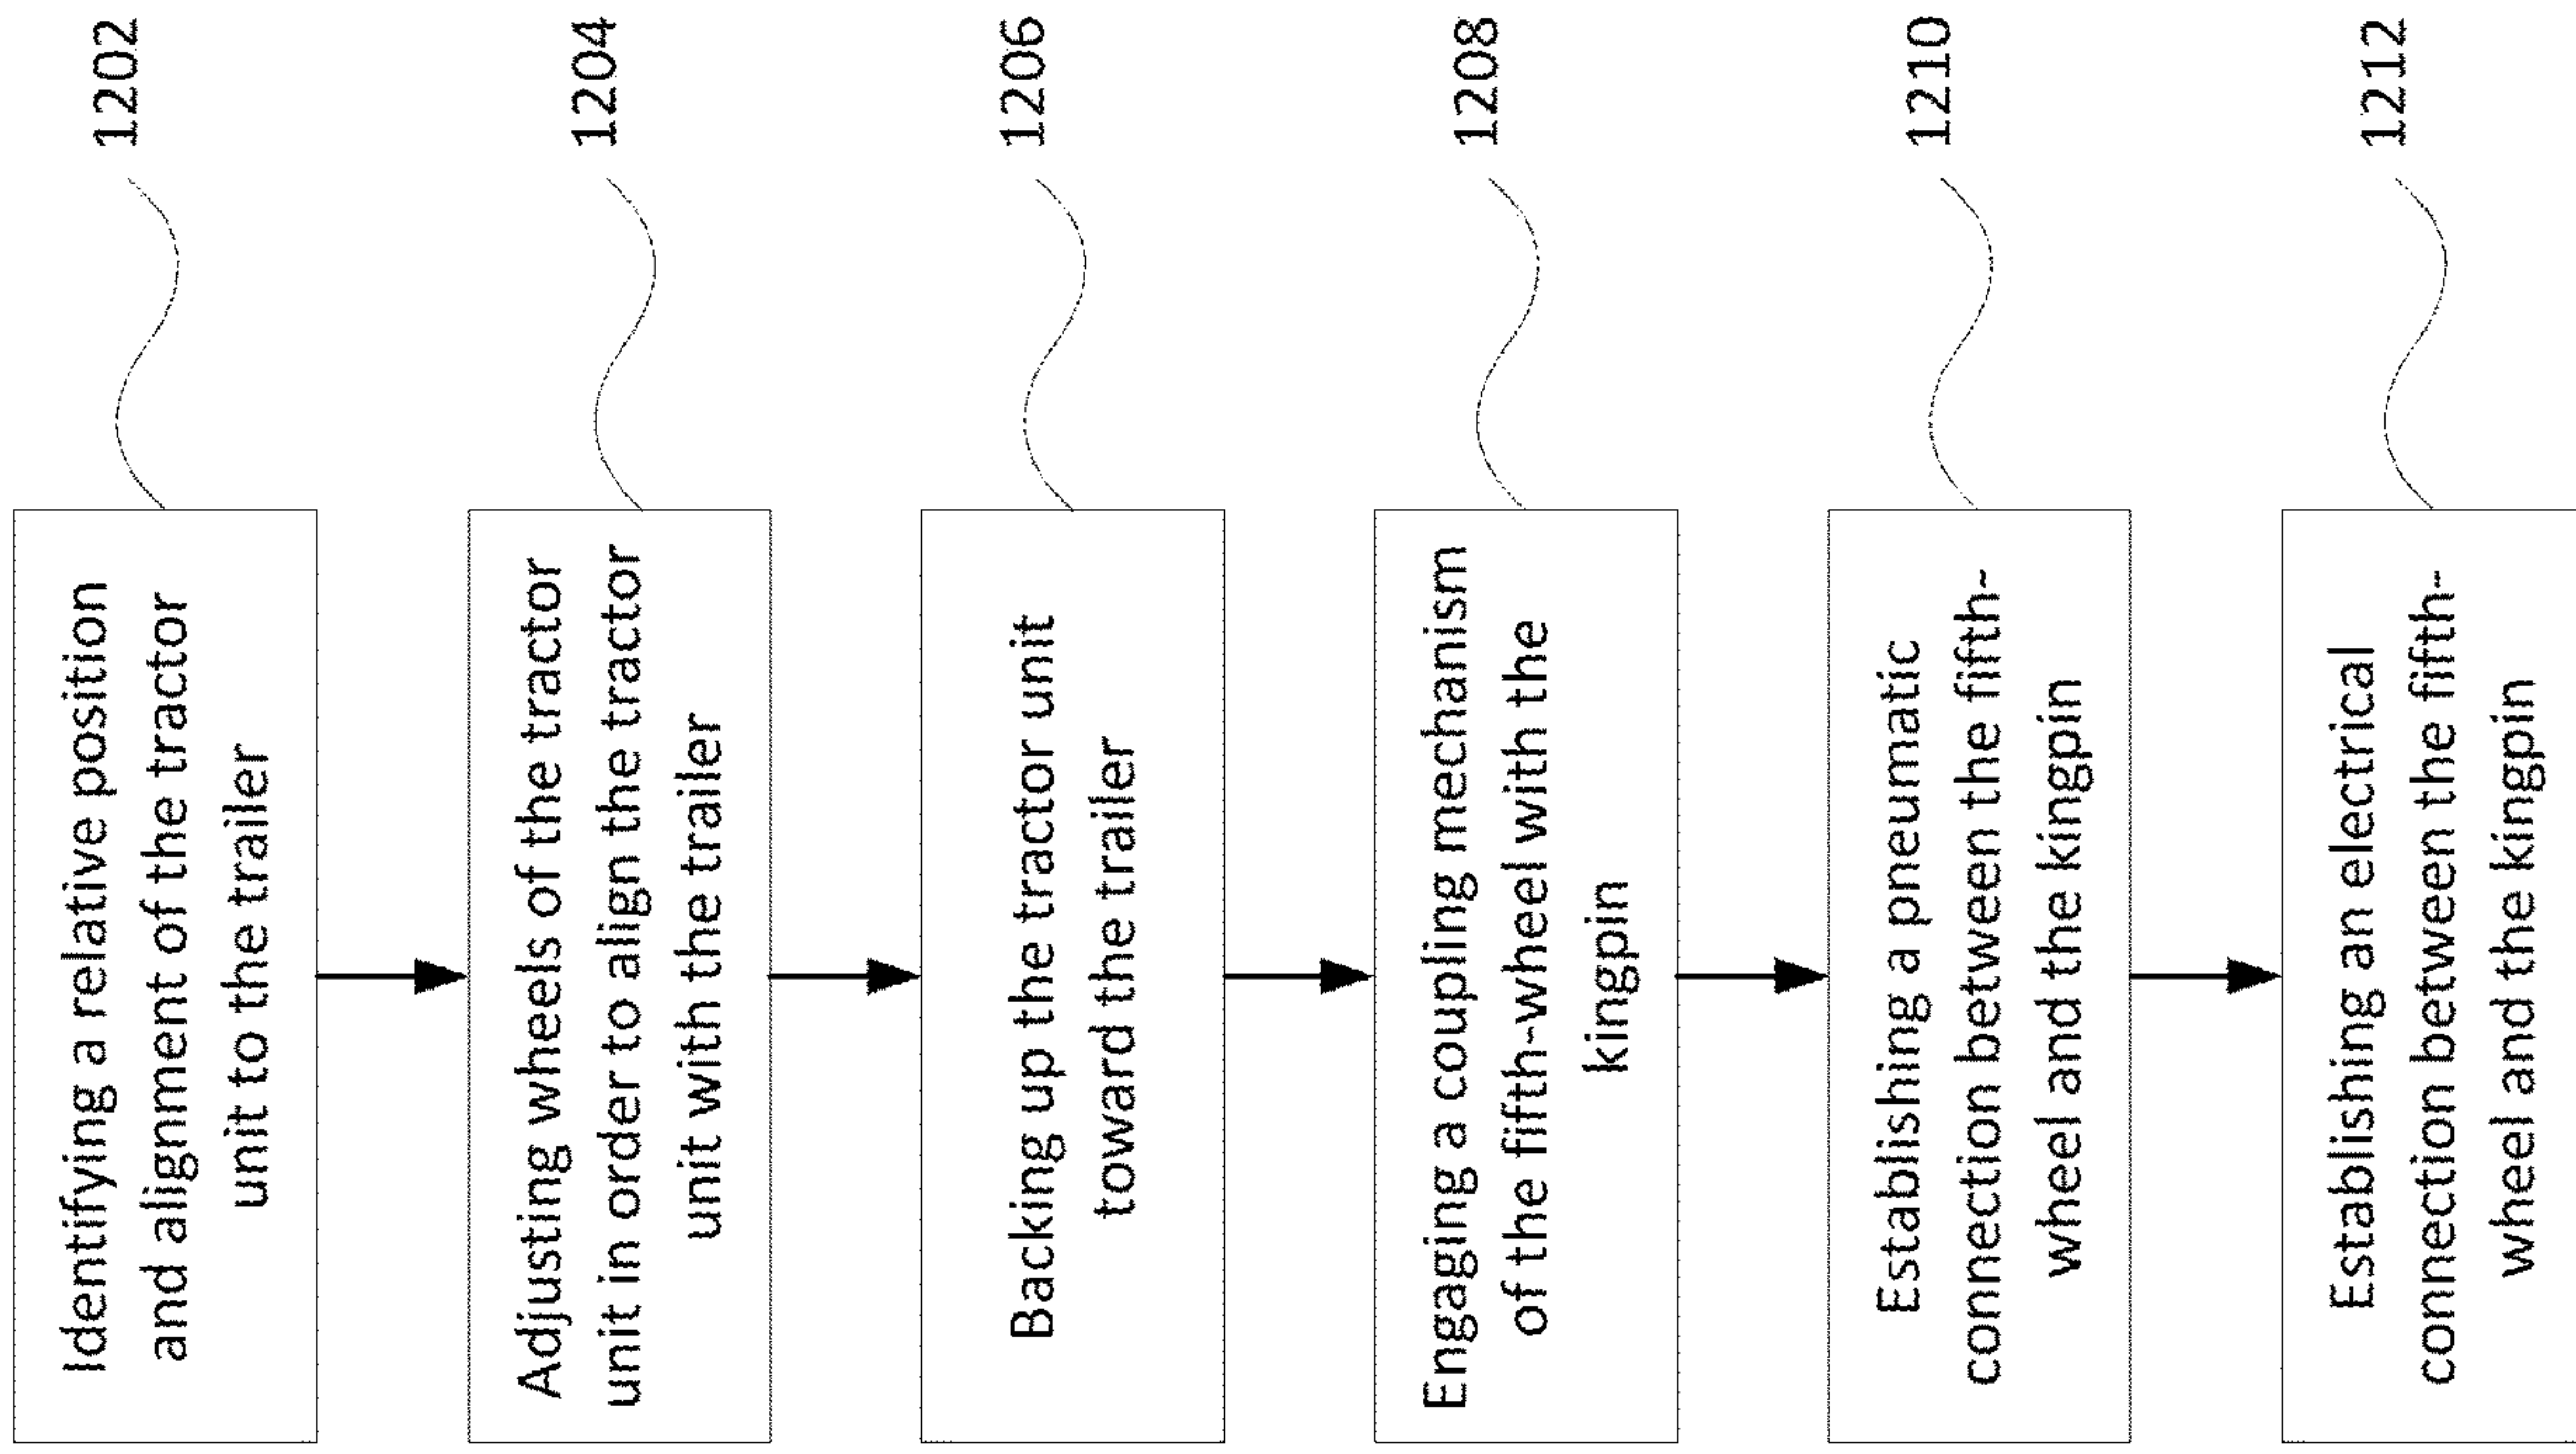 Identifying a relative position
and alignment of the tractor
unit to the trailer
1202
Adjusting wheels of the tractor
unit in order to align the tractor
unit with the trailer
1204
Backing up the tractor unit
toward the trailer
1206
Engaging a coupling mechanism
of the fifth-wheel with the
kingpin
1208
Establishing a pneumatic
connection between the fifth-
wheel and the kingpin
1210
Establishing an electrical
connection between the fifth-
wheel and the kingpin
1212